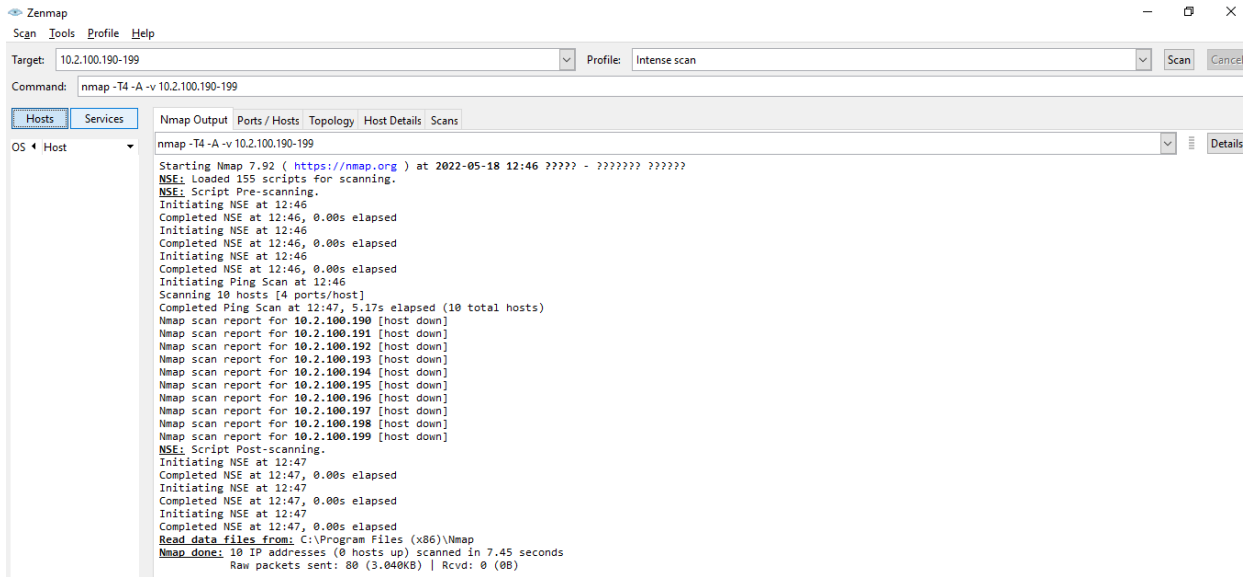 Zenmap
Scan Tools Profile Help
Target: 10.2.100.190-199 Profile: Intense scan Scan Cancel
Command: nmap -T4 -A -v 10.2.100.190-199
Hosts Services Nmap Output Ports / Hosts Topology Host Details Scans
OS Host nmap -T4 -A -v 10.2.100.190-199 Details
Starting Nmap 7.92 ( https://nmap.org ) at 2022-05-18 12:46 ????? - ??????? ??????
NSE: Loaded 155 scripts for scanning.
NSE: Script Pre-scanning.
Initiating NSE at 12:46
Completed NSE at 12:46, 0.00s elapsed
Initiating NSE at 12:46
Completed NSE at 12:46, 0.00s elapsed
Initiating NSE at 12:46
Completed NSE at 12:46, 0.00s elapsed
Initiating Ping Scan at 12:46
Scanning 10 hosts [4 ports/host]
Completed Ping Scan at 12:47, 5.17s elapsed (10 total hosts)
Nmap scan report for 10.2.100.190 [host down]
Nmap scan report for 10.2.100.191 [host down]
Nmap scan report for 10.2.100.192 [host down]
Nmap scan report for 10.2.100.193 [host down]
Nmap scan report for 10.2.100.194 [host down]
Nmap scan report for 10.2.100.195 [host down]
Nmap scan report for 10.2.100.196 [host down]
Nmap scan report for 10.2.100.197 [host down]
Nmap scan report for 10.2.100.198 [host down]
Nmap scan report for 10.2.100.199 [host down]
NSE: Script Post-scanning.
Initiating NSE at 12:47
Completed NSE at 12:47, 0.00s elapsed
Initiating NSE at 12:47
Completed NSE at 12:47, 0.00s elapsed
Initiating NSE at 12:47
Completed NSE at 12:47, 0.00s elapsed
Read data files from: C:\Program Files (x86)\Nmap
Nmap done: 10 IP addresses (0 hosts up) scanned in 7.45 seconds
Raw packets sent: 80 (3.040KB) | Rcvd: 0 (0B)